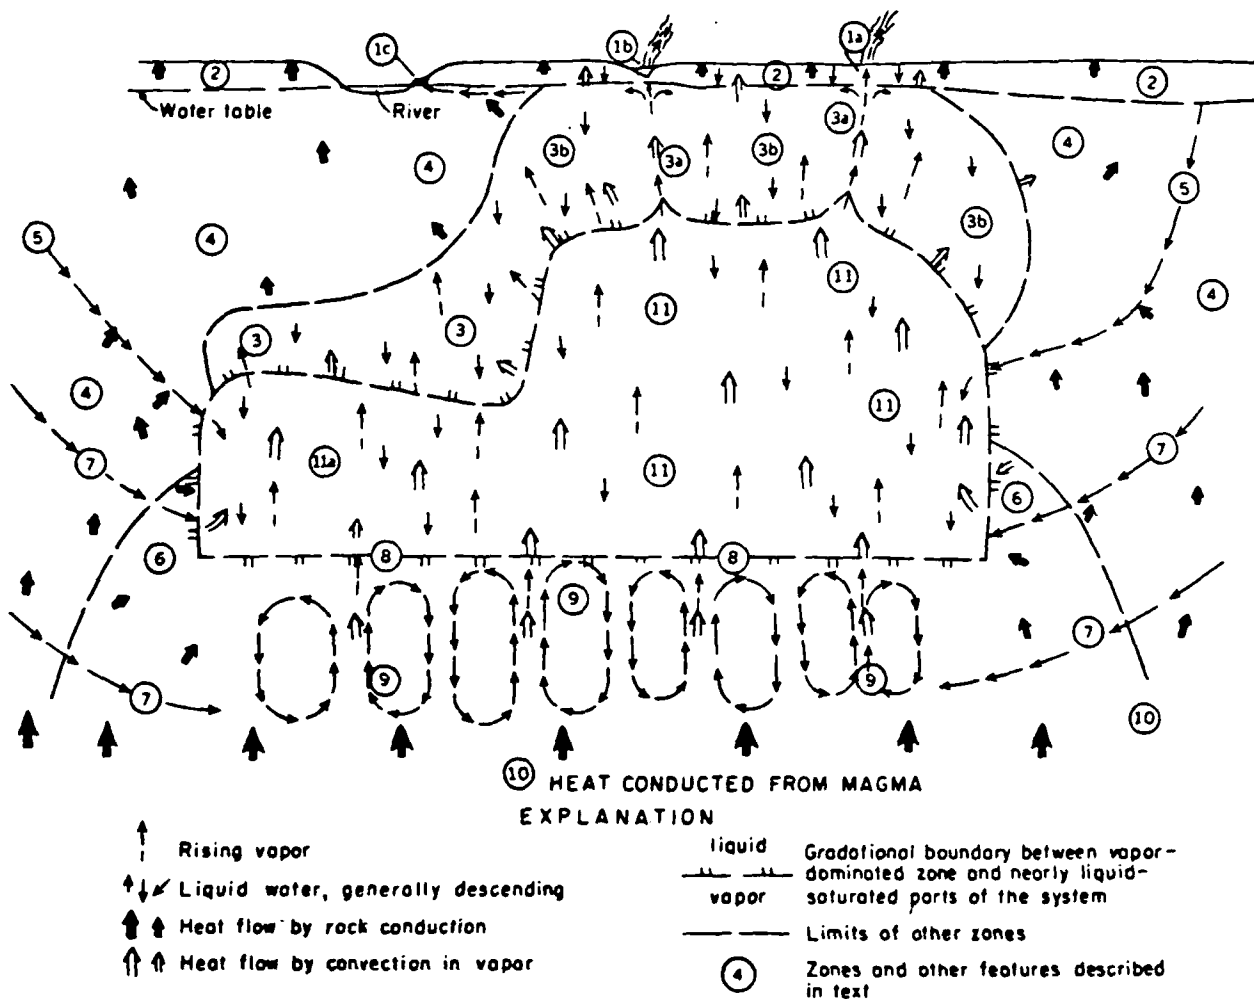 1c
1b
1a
2
2
2
Water table
River
3a
4
3b
3a
3b
4
5
5
4
3b
11
11
4
3
3
4
11
7
11a
11
7
6
6
8
8
9
7
9
9
7
10
10 HEAT CONDUCTED FROM MAGMA
EXPLANATION
Rising vapor
Liquid water, generally descending
Heat flow by rock conduction
Heat flow by convection in vapor
liquid
vapor
Gradational boundary between vapor-
dominated zone and nearly liquid-
saturated parts of the system
Limits of other zones
4
Zones and other features described
in text